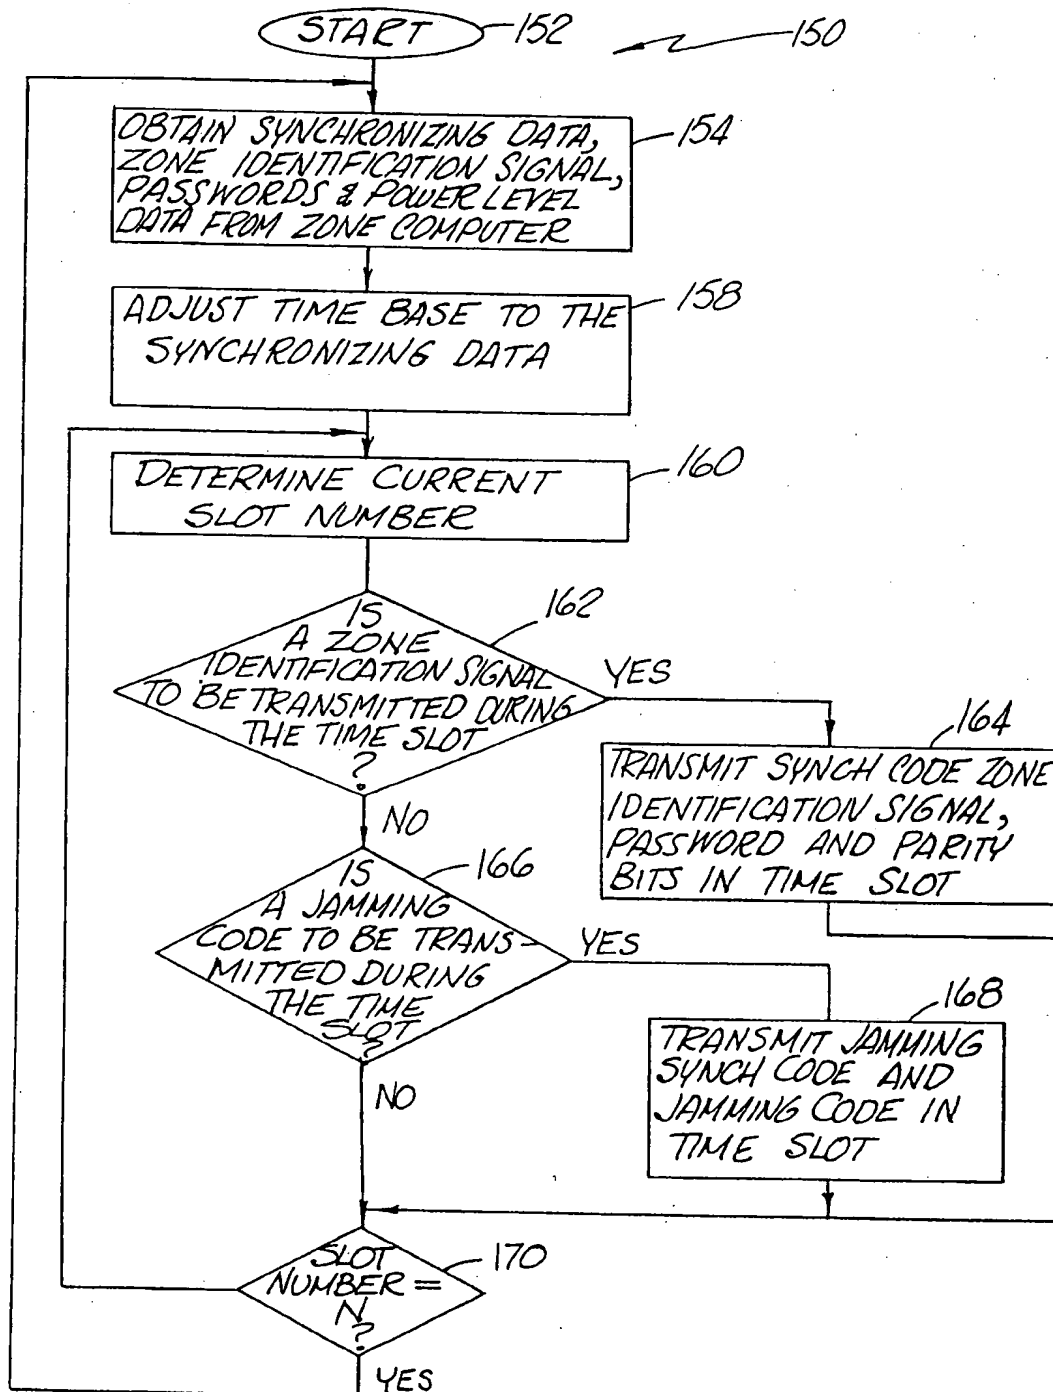 START
152
150
OBTAIN SYNCHRONIZING DATA,
ZONE IDENTIFICATION SIGNAL,
PASSWORDS & POWER LEVEL
DATA FROM ZONE COMPUTER
154
ADJUST TIME BASE TO THE
SYNCHRONIZING DATA
158
DETERMINE CURRENT
SLOT NUMBER
160
IS
A ZONE
IDENTIFICATION SIGNAL
TO BE TRANSMITTED DURING
THE TIME SLOT
?
162
YES
NO
164
TRANSMIT SYNCH CODE ZONE
IDENTIFICATION SIGNAL,
PASSWORD AND PARITY
BITS IN TIME SLOT
IS
A JAMMING
CODE TO BE TRANS-
MITTED DURING
THE TIME
SLOT
?
166
YES
NO
168
TRANSMIT JAMMING
SYNCH CODE AND
JAMMING CODE IN
TIME SLOT
SLOT
NUMBER =
N
?
170
YES